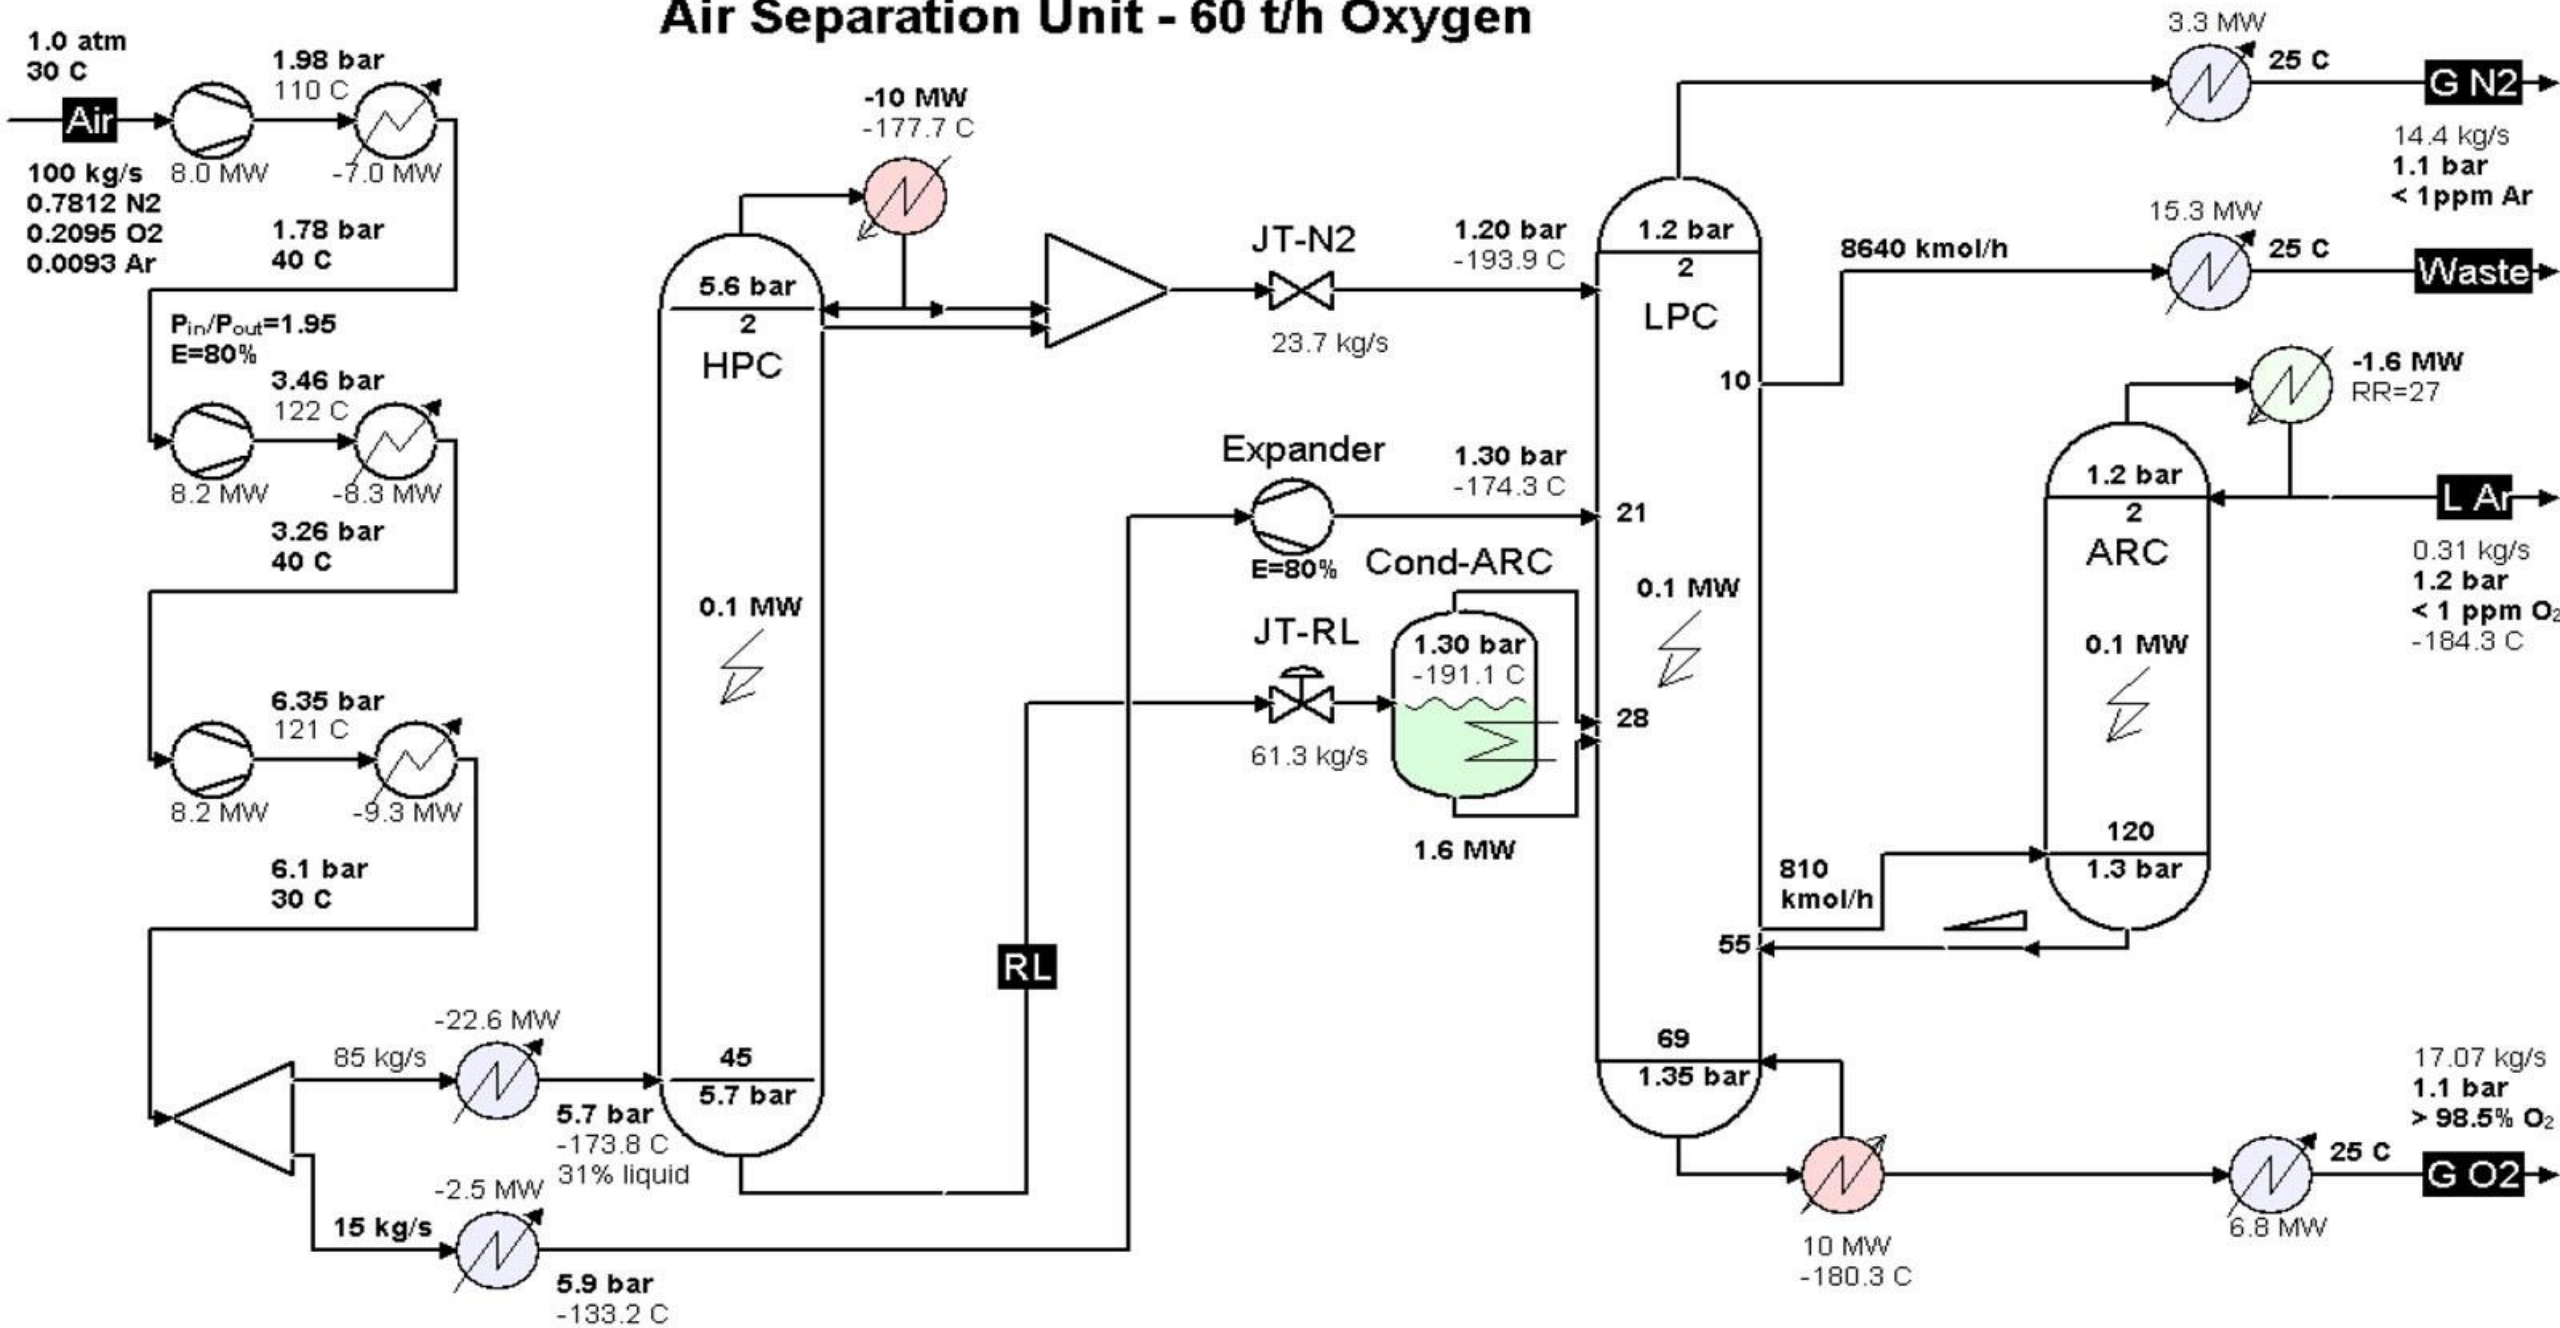 Air Separation Unit - 60 t/h Oxygen
1.0 atm
30 C
Air
100 kg/s
0.7812 N2
0.2095 O2
0.0093 Ar
8.0 MW
1.98 bar
110 C
-7.0 MW
1.78 bar
40 C
Pin/Pout=1.95
E=80%
8.2 MW
3.46 bar
122 C
-8.3 MW
3.26 bar
40 C
8.2 MW
6.35 bar
121 C
-9.3 MW
6.1 bar
30 C
85 kg/s
-22.6 MW
5.7 bar
-173.8 C
31% liquid
15 kg/s
-2.5 MW
5.9 bar
-133.2 C
-10 MW
-177.7 C
5.6 bar
2
HPC
0.1 MW
45
5.7 bar
RL
JT-N2
23.7 kg/s
1.20 bar
-193.9 C
Expander
E=80%
1.30 bar
-174.3 C
Cond-ARC
JT-RL
61.3 kg/s
1.30 bar
-191.1 C
1.6 MW
1.2 bar
2
LPC
10
21
0.1 MW
28
55
69
1.35 bar
8640 kmol/h
810
kmol/h
10 MW
-180.3 C
3.3 MW
25 C
G N2
14.4 kg/s
1.1 bar
< 1ppm Ar
15.3 MW
25 C
Waste
-1.6 MW
RR=27
1.2 bar
2
ARC
0.1 MW
120
1.3 bar
L Ar
0.31 kg/s
1.2 bar
< 1 ppm O2
-184.3 C
17.07 kg/s
1.1 bar
> 98.5% O2
25 C
G O2
6.8 MW